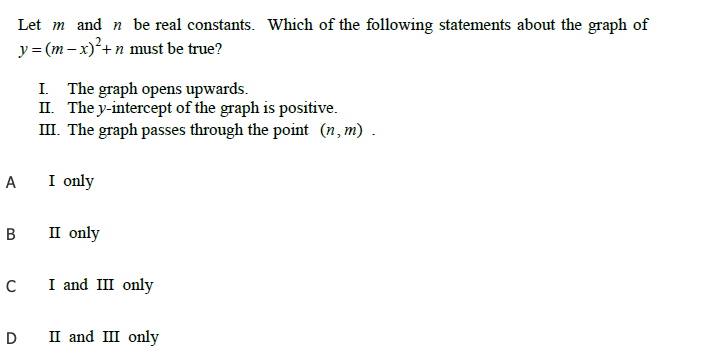 Let m and n be real constants. Which of the following statements about the graph of
y = (m – x)²+ n must be true?
I. The graph opens upwards.
II. The y-intercept of the graph is positive.
III. The graph passes through the point (n, m) .
A I only
B II only
C I and III only
D II and III only